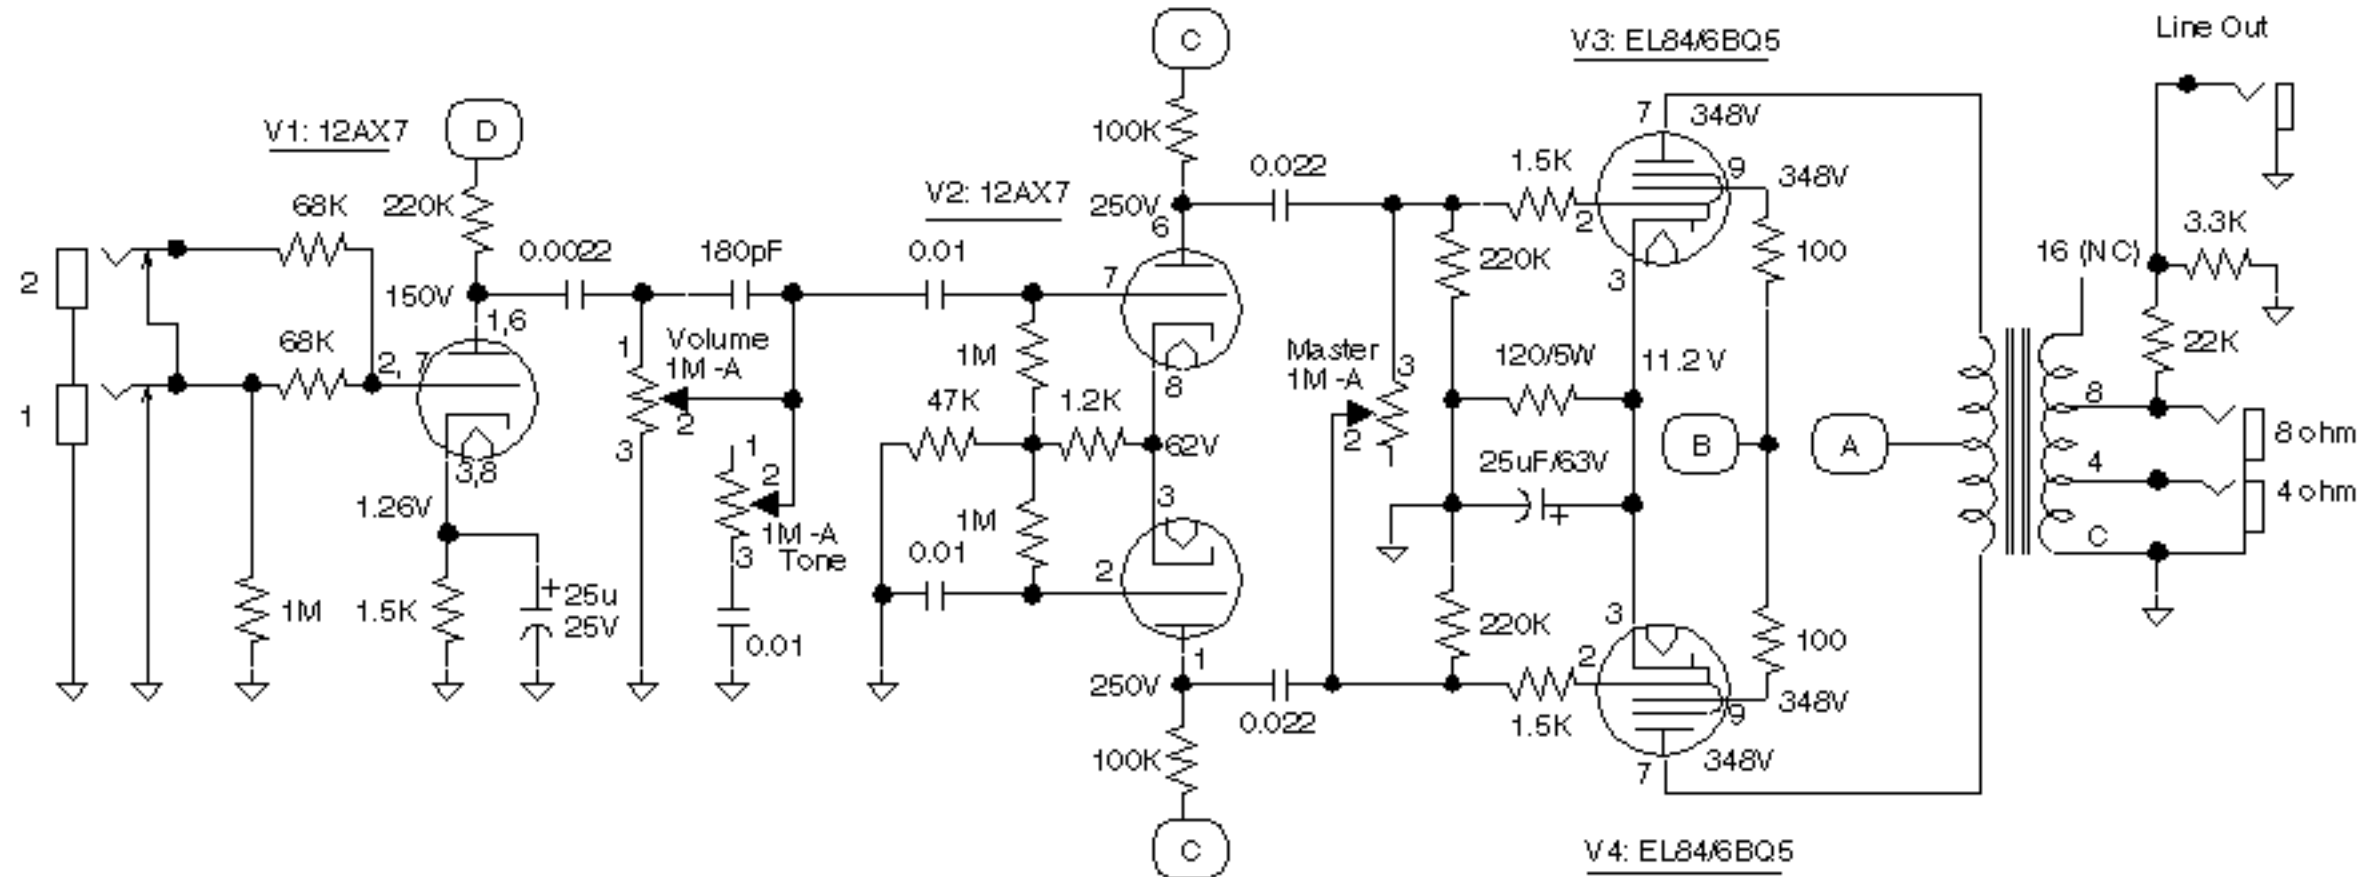 Line Out
C
V3: EL84/6BQ5
V1: 12AX7
D
100K
7
348V
68K
220K
V2: 12AX7
250V
6
0.022
1.5K
9
348V
2
2
0.0022
180pF
0.01
220K
3
100
16 (NC)
3.3K
150V
1,6
7
1
Volume
1M -A
2
3
68K
2, 7
1M
8
Master
1M -A
3
2
120/5W
11.2 V
22K
8
1
3,8
1.26V
1
2
1M -A
Tone
3
47K
1.2K
62V
25uF/63V
B
A
8 ohm
4
4 ohm
C
1M
3
0.01
2
1M
1.5K
25u
25V
0.01
1
250V
0.022
220K
3
2
1.5K
100
9
348V
100K
7
348V
C
V4: EL84/6BQ5